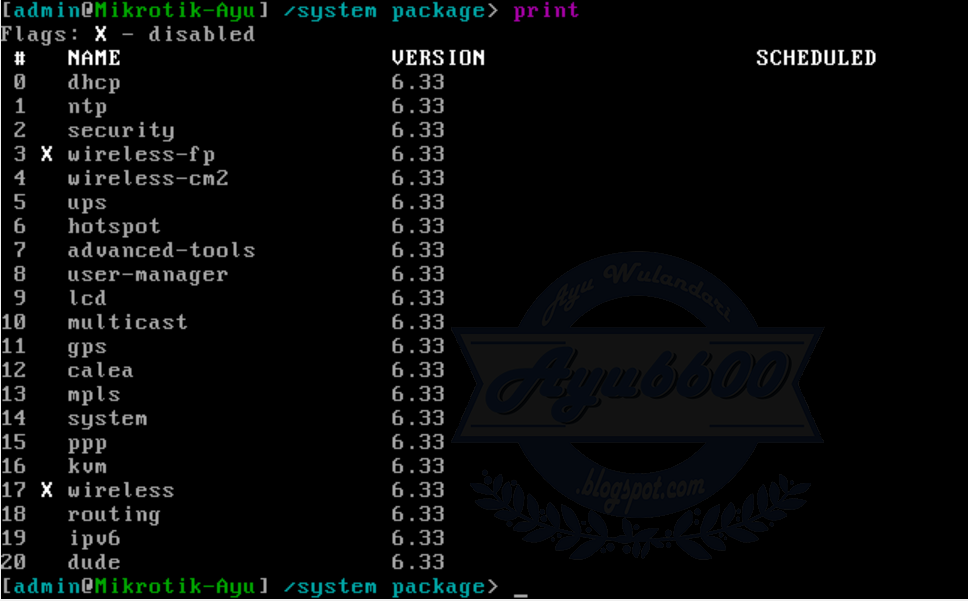 [admin@Mikrotik-Ayu] /system package> print
Flags: X - disabled
# NAME VERSION SCHEDULED
0 dhcp 6.33
1 ntp 6.33
2 security 6.33
3 X wireless-fp 6.33
4 wireless-cm2 6.33
5 ups 6.33
6 hotspot 6.33
7 advanced-tools 6.33
8 user-manager 6.33
9 lcd 6.33
10 multicast 6.33
11 gps 6.33
12 calea 6.33
13 mpls 6.33
14 system 6.33
15 ppp 6.33
16 kvm 6.33
17 X wireless 6.33
18 routing 6.33
19 ipv6 6.33
20 dude 6.33
[admin@Mikrotik-Ayu] /system package> _
Ayu Wulandari
Ayu6600
.blogspot.com